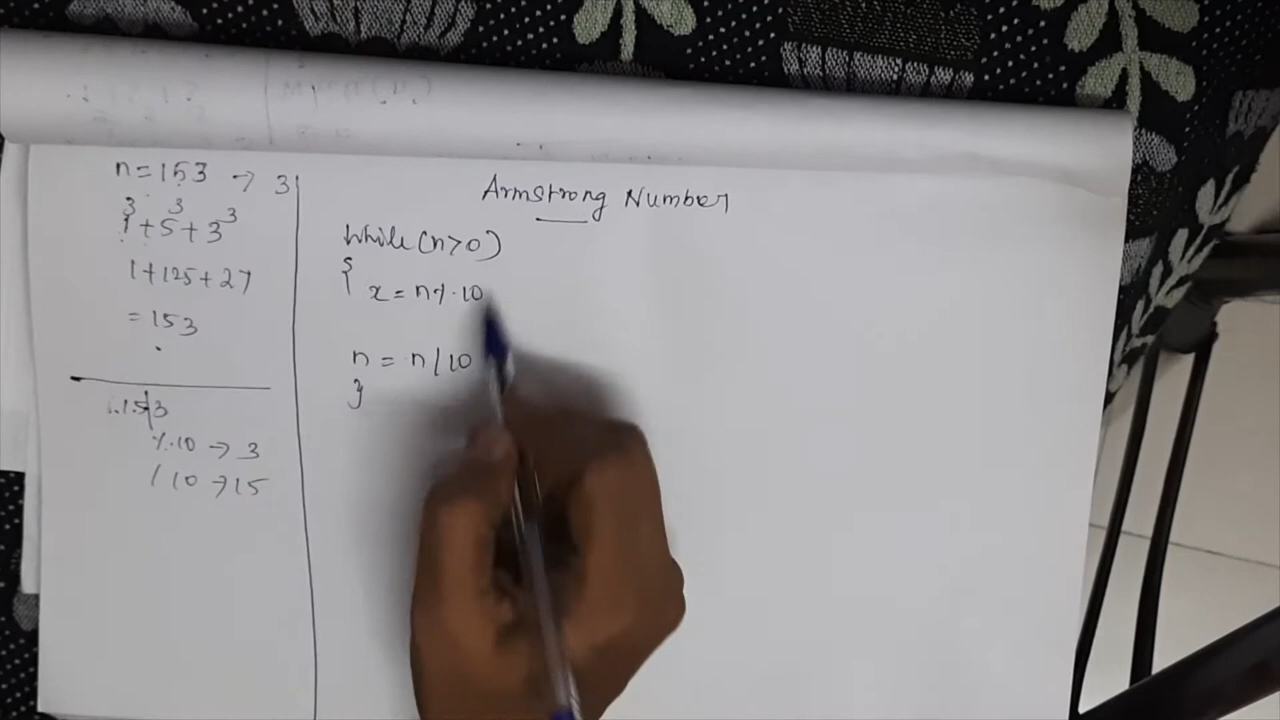 n = 153 → 3
1³ + 5³ + 3³
1 + 125 + 27
= 153
153
% 10 → 3
/ 10 → 15
Armstrong Number
while (n>0)
{
x = n % 10
n = n / 10
}